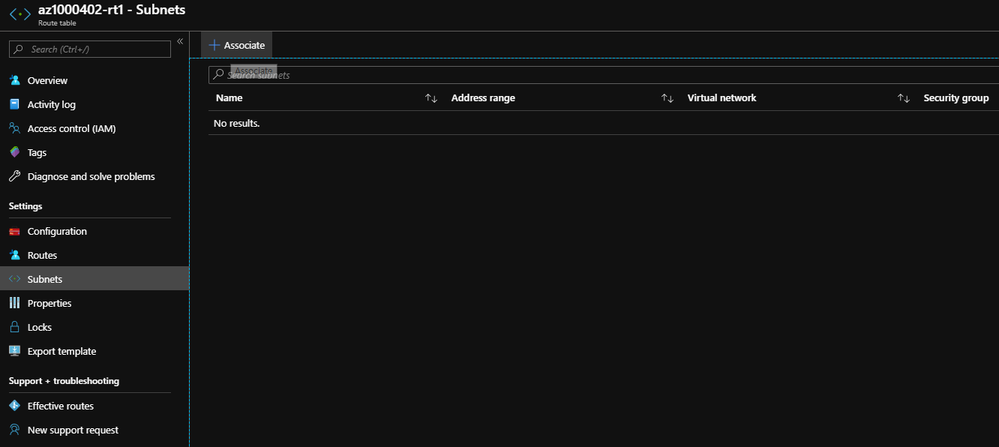 az1000402-rt1 - Subnets
Route table
Search (Ctrl+/)
«
Overview
Activity log
Access control (IAM)
Tags
Diagnose and solve problems
Settings
Configuration
Routes
Subnets
Properties
Locks
Export template
Support + troubleshooting
Effective routes
New support request
Associate
Associate
Search subnets
Name
Address range
Virtual network
Security group
No results.